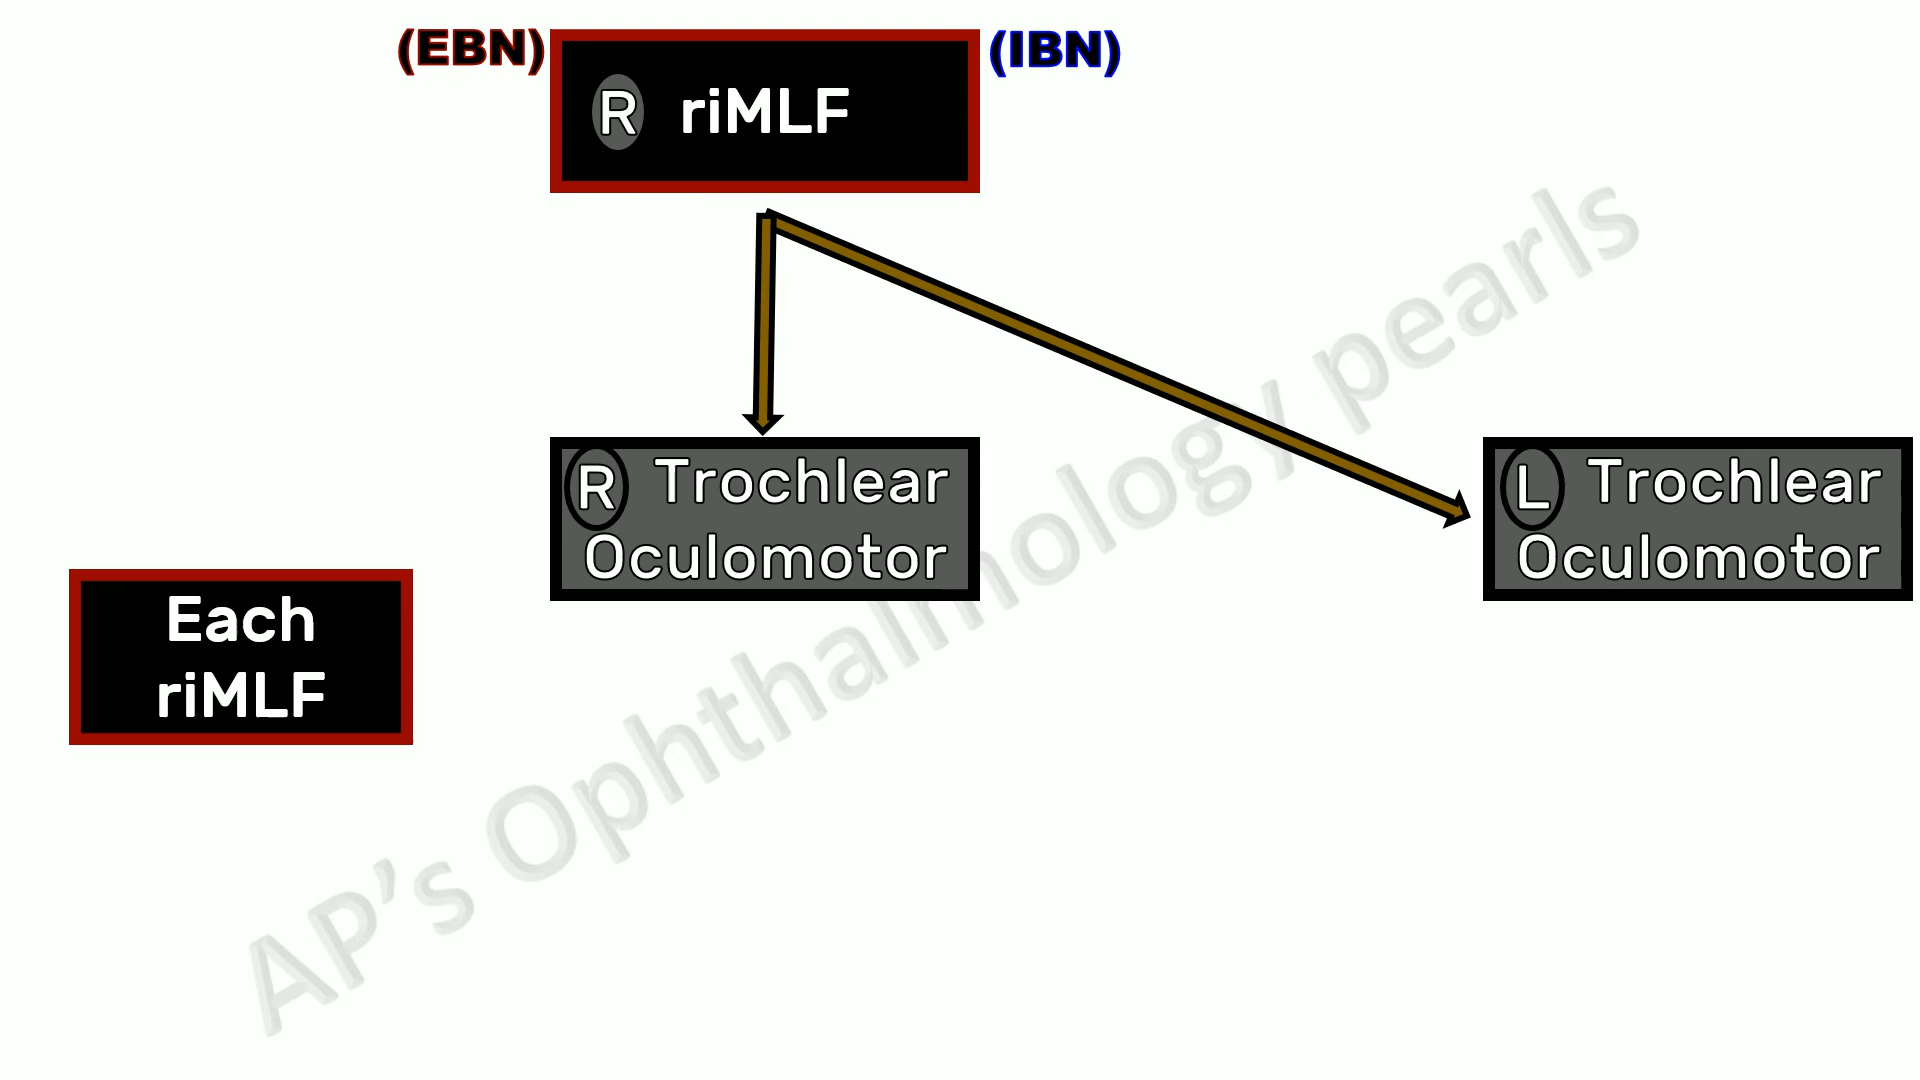 (EBN)
R riMLF
(IBN)
R Trochlear
Oculomotor
L Trochlear
Oculomotor
Each
riMLF
AP's Ophthalmology pearls